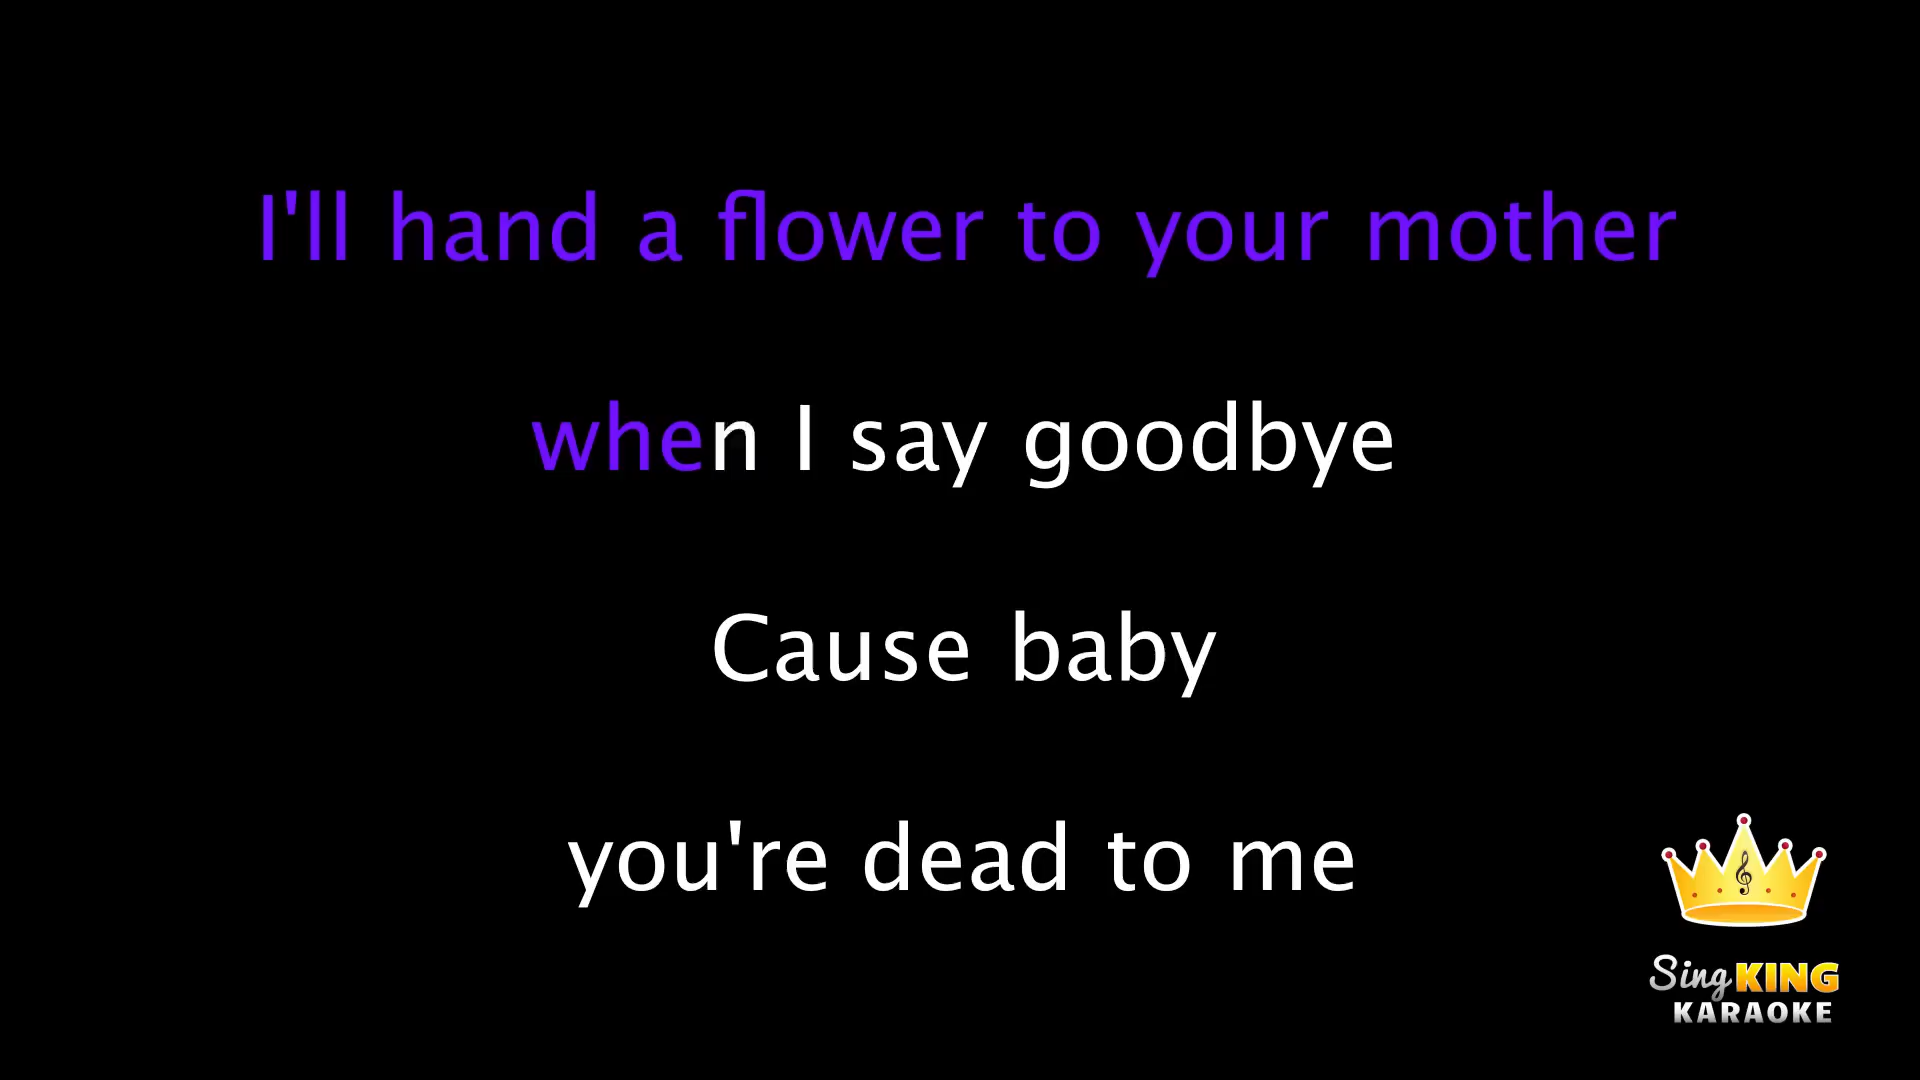 I'll hand a flower to your mother
when I say goodbye
Cause baby
you're dead to me
Sing KING
KARAOKE